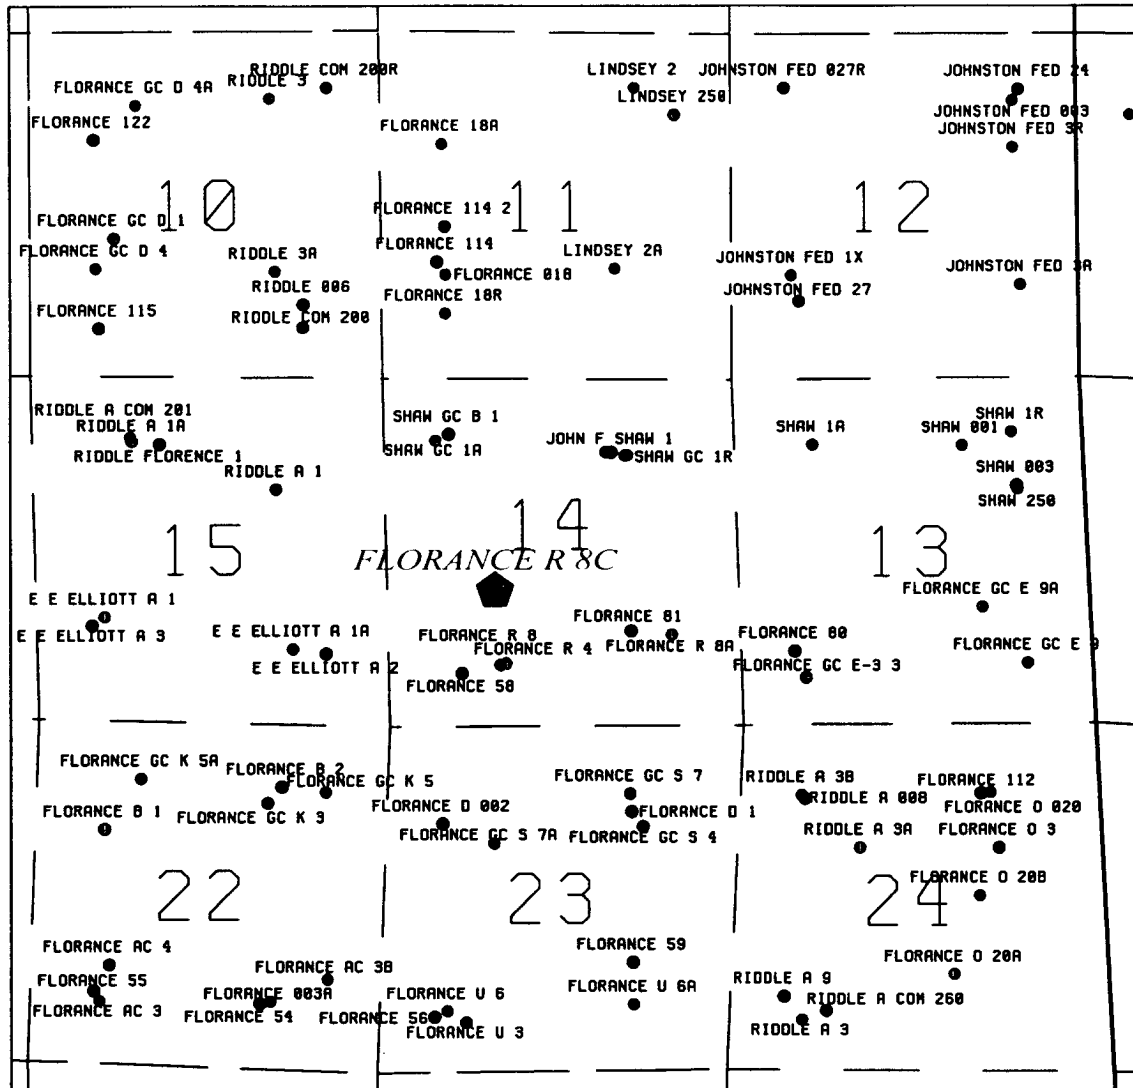 RIDDLE COM 200R
LINDSEY 2
JOHNSTON FED 027R
JOHNSTON FED 24
FLORANCE GC D 4A
RIDDLE 3
LINDSEY 250
JOHNSTON FED 003
FLORANCE 122
FLORANCE 18A
JOHNSTON FED 3R
10
11
12
FLORANCE GC D 1
FLORANCE 114 2
FLORANCE GC D 4
RIDDLE 3A
FLORANCE 114
LINDSEY 2A
JOHNSTON FED 1X
JOHNSTON FED 3A
FLORANCE 018
RIDDLE 006
FLORANCE 18R
JOHNSTON FED 27
FLORANCE 115
RIDDLE COM 200
RIDDLE A COM 201
SHAW GC B 1
SHAW 1R
RIDDLE A 1A
SHAW GC 1A
JOHN F SHAW 1
SHAW 1A
SHAW 001
RIDDLE FLORENCE 1
SHAW GC 1R
RIDDLE A 1
SHAW 003
SHAW 250
15
14
13
FLORANCE R 8C
E E ELLIOTT A 1
FLORANCE GC E 9A
E E ELLIOTT A 3
E E ELLIOTT A 1A
FLORANCE R 8
FLORANCE 81
FLORANCE 80
FLORANCE GC E 9
E E ELLIOTT A 2
FLORANCE R 4
FLORANCE R 8A
FLORANCE GC E-3 3
FLORANCE 58
FLORANCE GC K 5A
FLORANCE B 2
FLORANCE GC K 5
FLORANCE GC S 7
RIDDLE A 3B
FLORANCE 112
FLORANCE B 1
FLORANCE GC K 3
FLORANCE D 002
FLORANCE D 1
RIDDLE A 008
FLORANCE O 020
FLORANCE GC S 7A
FLORANCE GC S 4
RIDDLE A 3A
FLORANCE O 3
FLORANCE O 20B
22
23
24
FLORANCE AC 4
FLORANCE 59
FLORANCE O 20A
FLORANCE 55
FLORANCE AC 3B
RIDDLE A 9
FLORANCE AC 3
FLORANCE 003A
FLORANCE U 6
FLORANCE U 6A
RIDDLE A COM 260
FLORANCE 54
FLORANCE 56
FLORANCE U 3
RIDDLE A 3